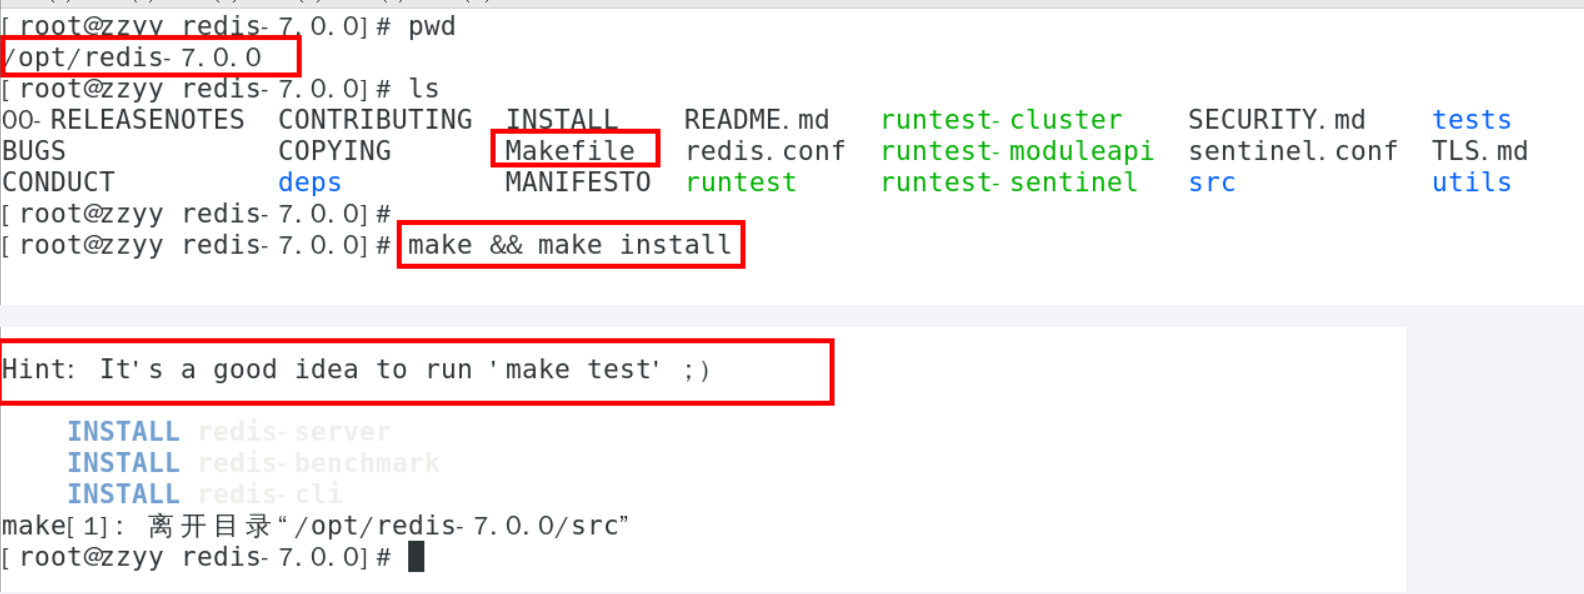 [root@zzyy redis-7.0.0]# pwd
/opt/redis-7.0.0
[root@zzyy redis-7.0.0]# ls
00-RELEASENOTES CONTRIBUTING INSTALL README.md runtest-cluster SECURITY.md tests
BUGS COPYING Makefile redis.conf runtest-moduleapi sentinel.conf TLS.md
CONDUCT deps MANIFESTO runtest runtest-sentinel src utils
[root@zzyy redis-7.0.0]#
[root@zzyy redis-7.0.0]# make && make install
Hint: It's a good idea to run 'make test' ;)
INSTALL redis-server
INSTALL redis-benchmark
INSTALL redis-cli
make[1]: 离开目录“/opt/redis-7.0.0/src”
[root@zzyy redis-7.0.0]#